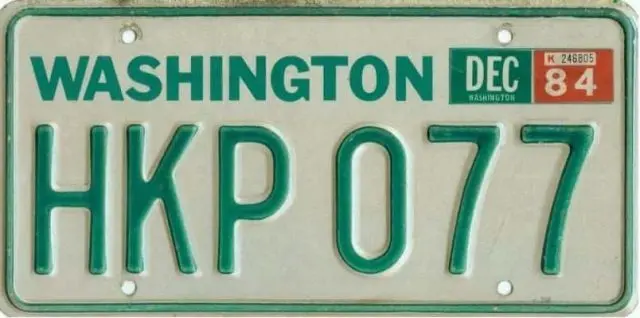 WASHINGTON DEC K 246805
WASHINGTON 84
HKP 077